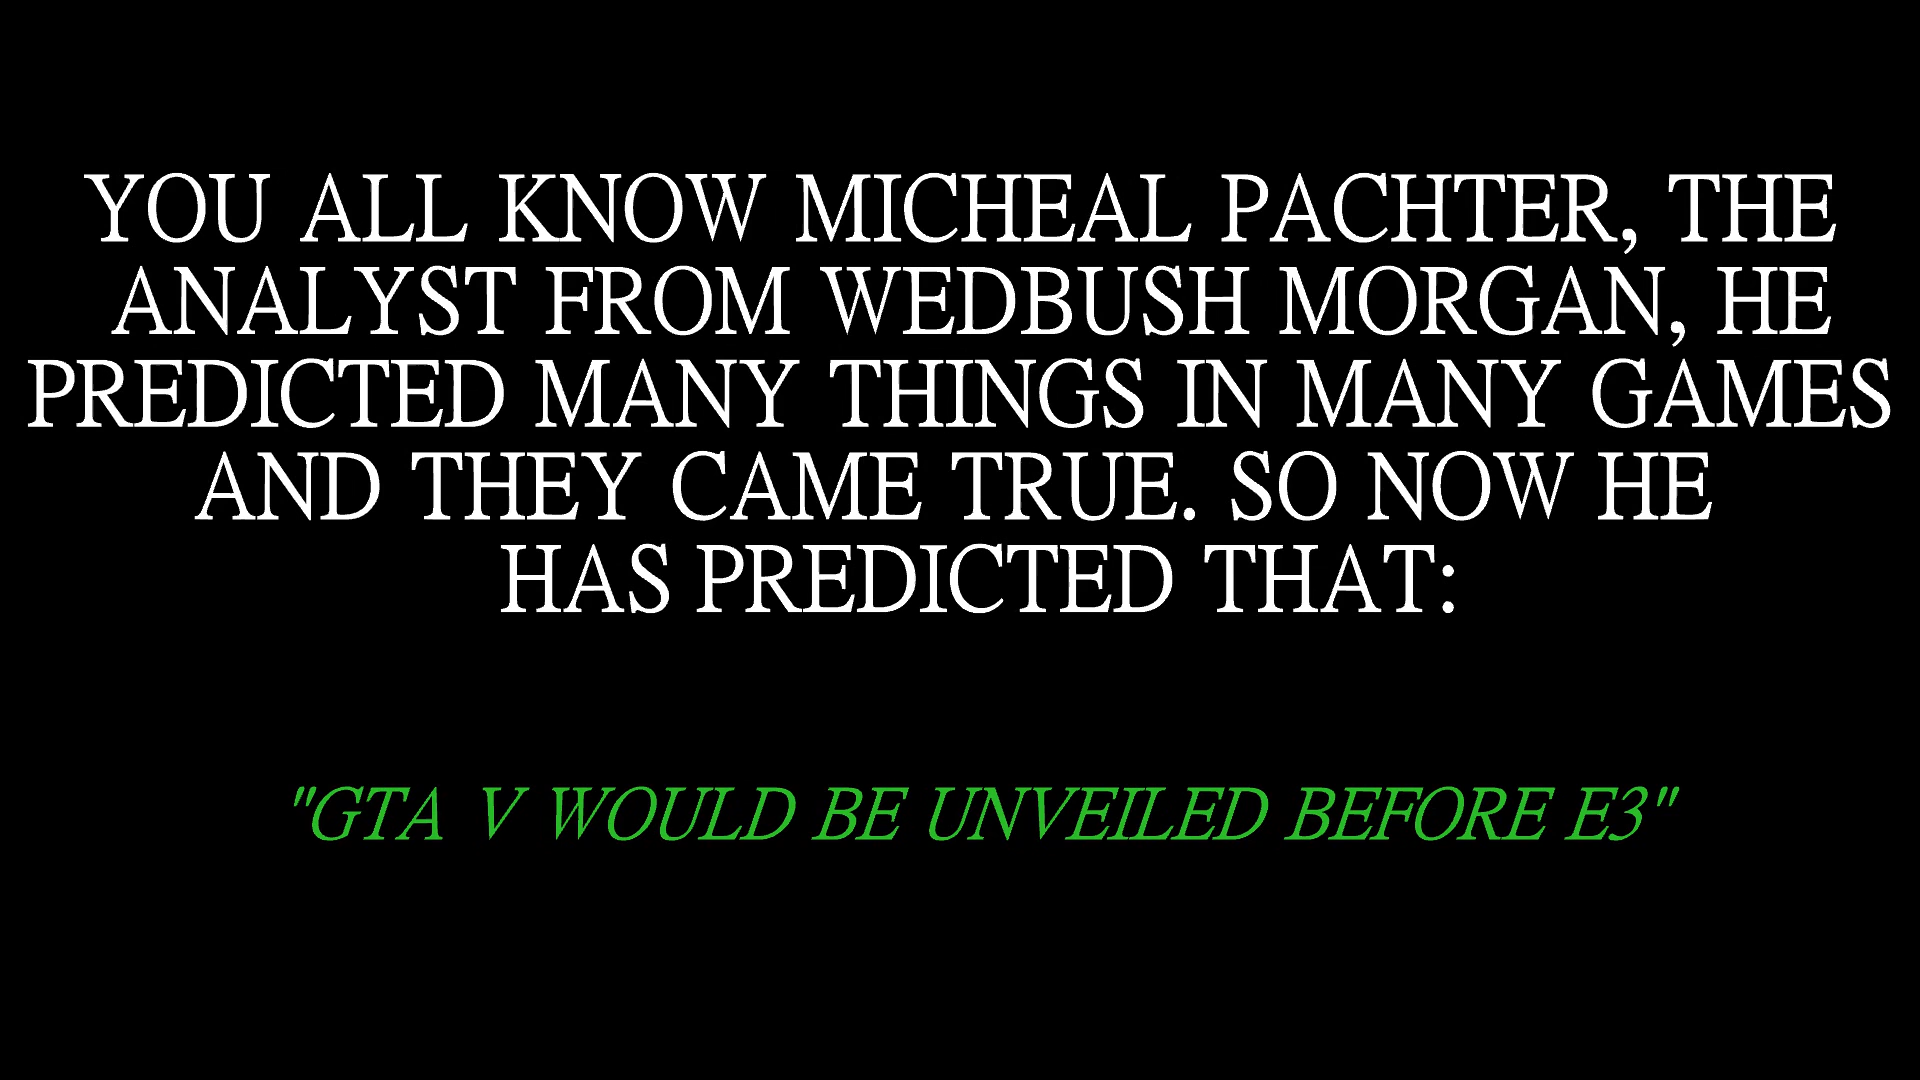 YOU ALL KNOW MICHEAL PACHTER, THE
ANALYST FROM WEDBUSH MORGAN, HE
PREDICTED MANY THINGS IN MANY GAMES
AND THEY CAME TRUE. SO NOW HE
HAS PREDICTED THAT:
"GTA V WOULD BE UNVEILED BEFORE E3"